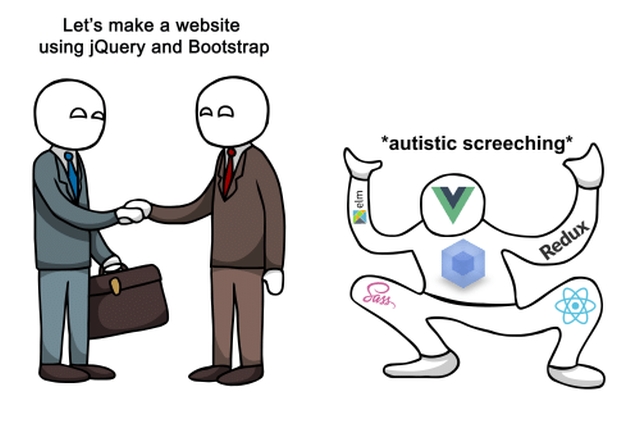 Let's make a website
using jQuery and Bootstrap
*autistic screeching*
elm
Redux
Sass